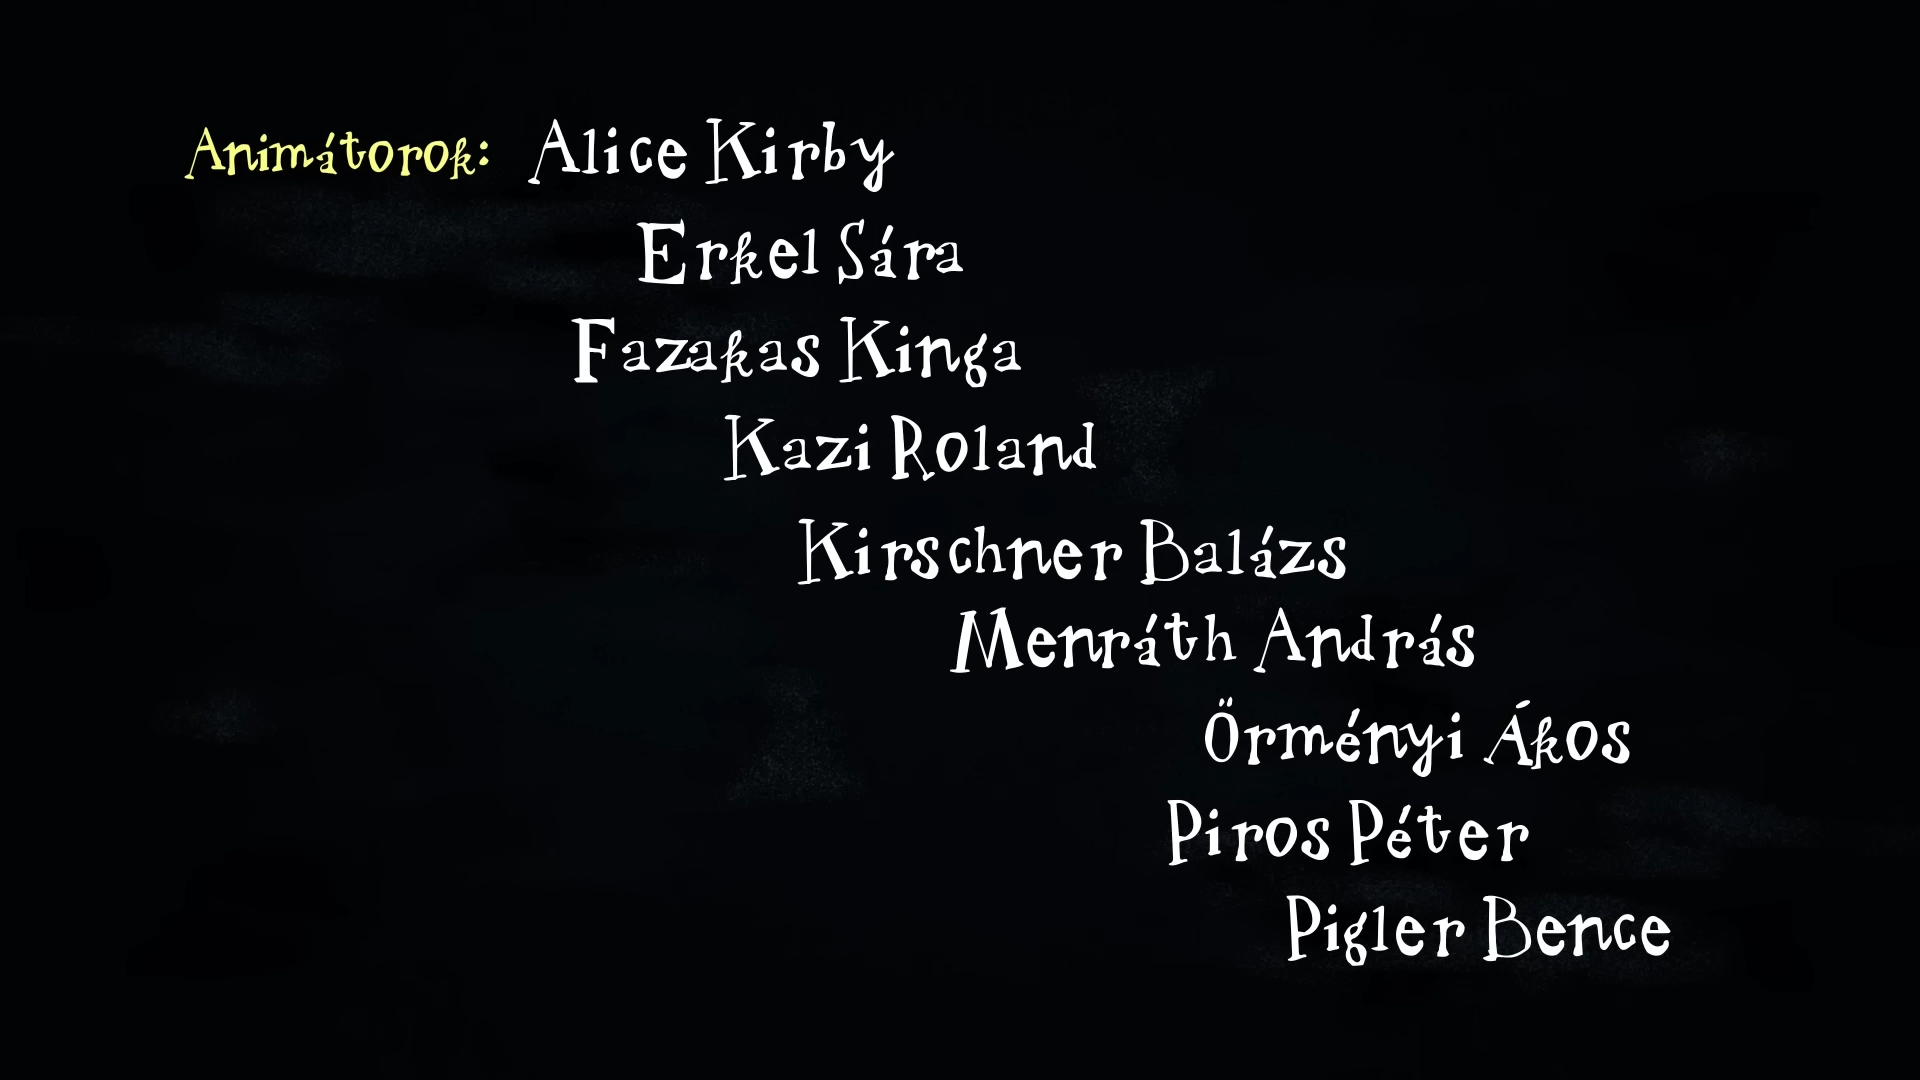 Animátorok: Alice Kirby
Erkel Sára
Fazakas Kinga
Kazi Roland
Kirschner Balázs
Menráth András
Örményi Ákos
Piros Péter
Pigler Bence